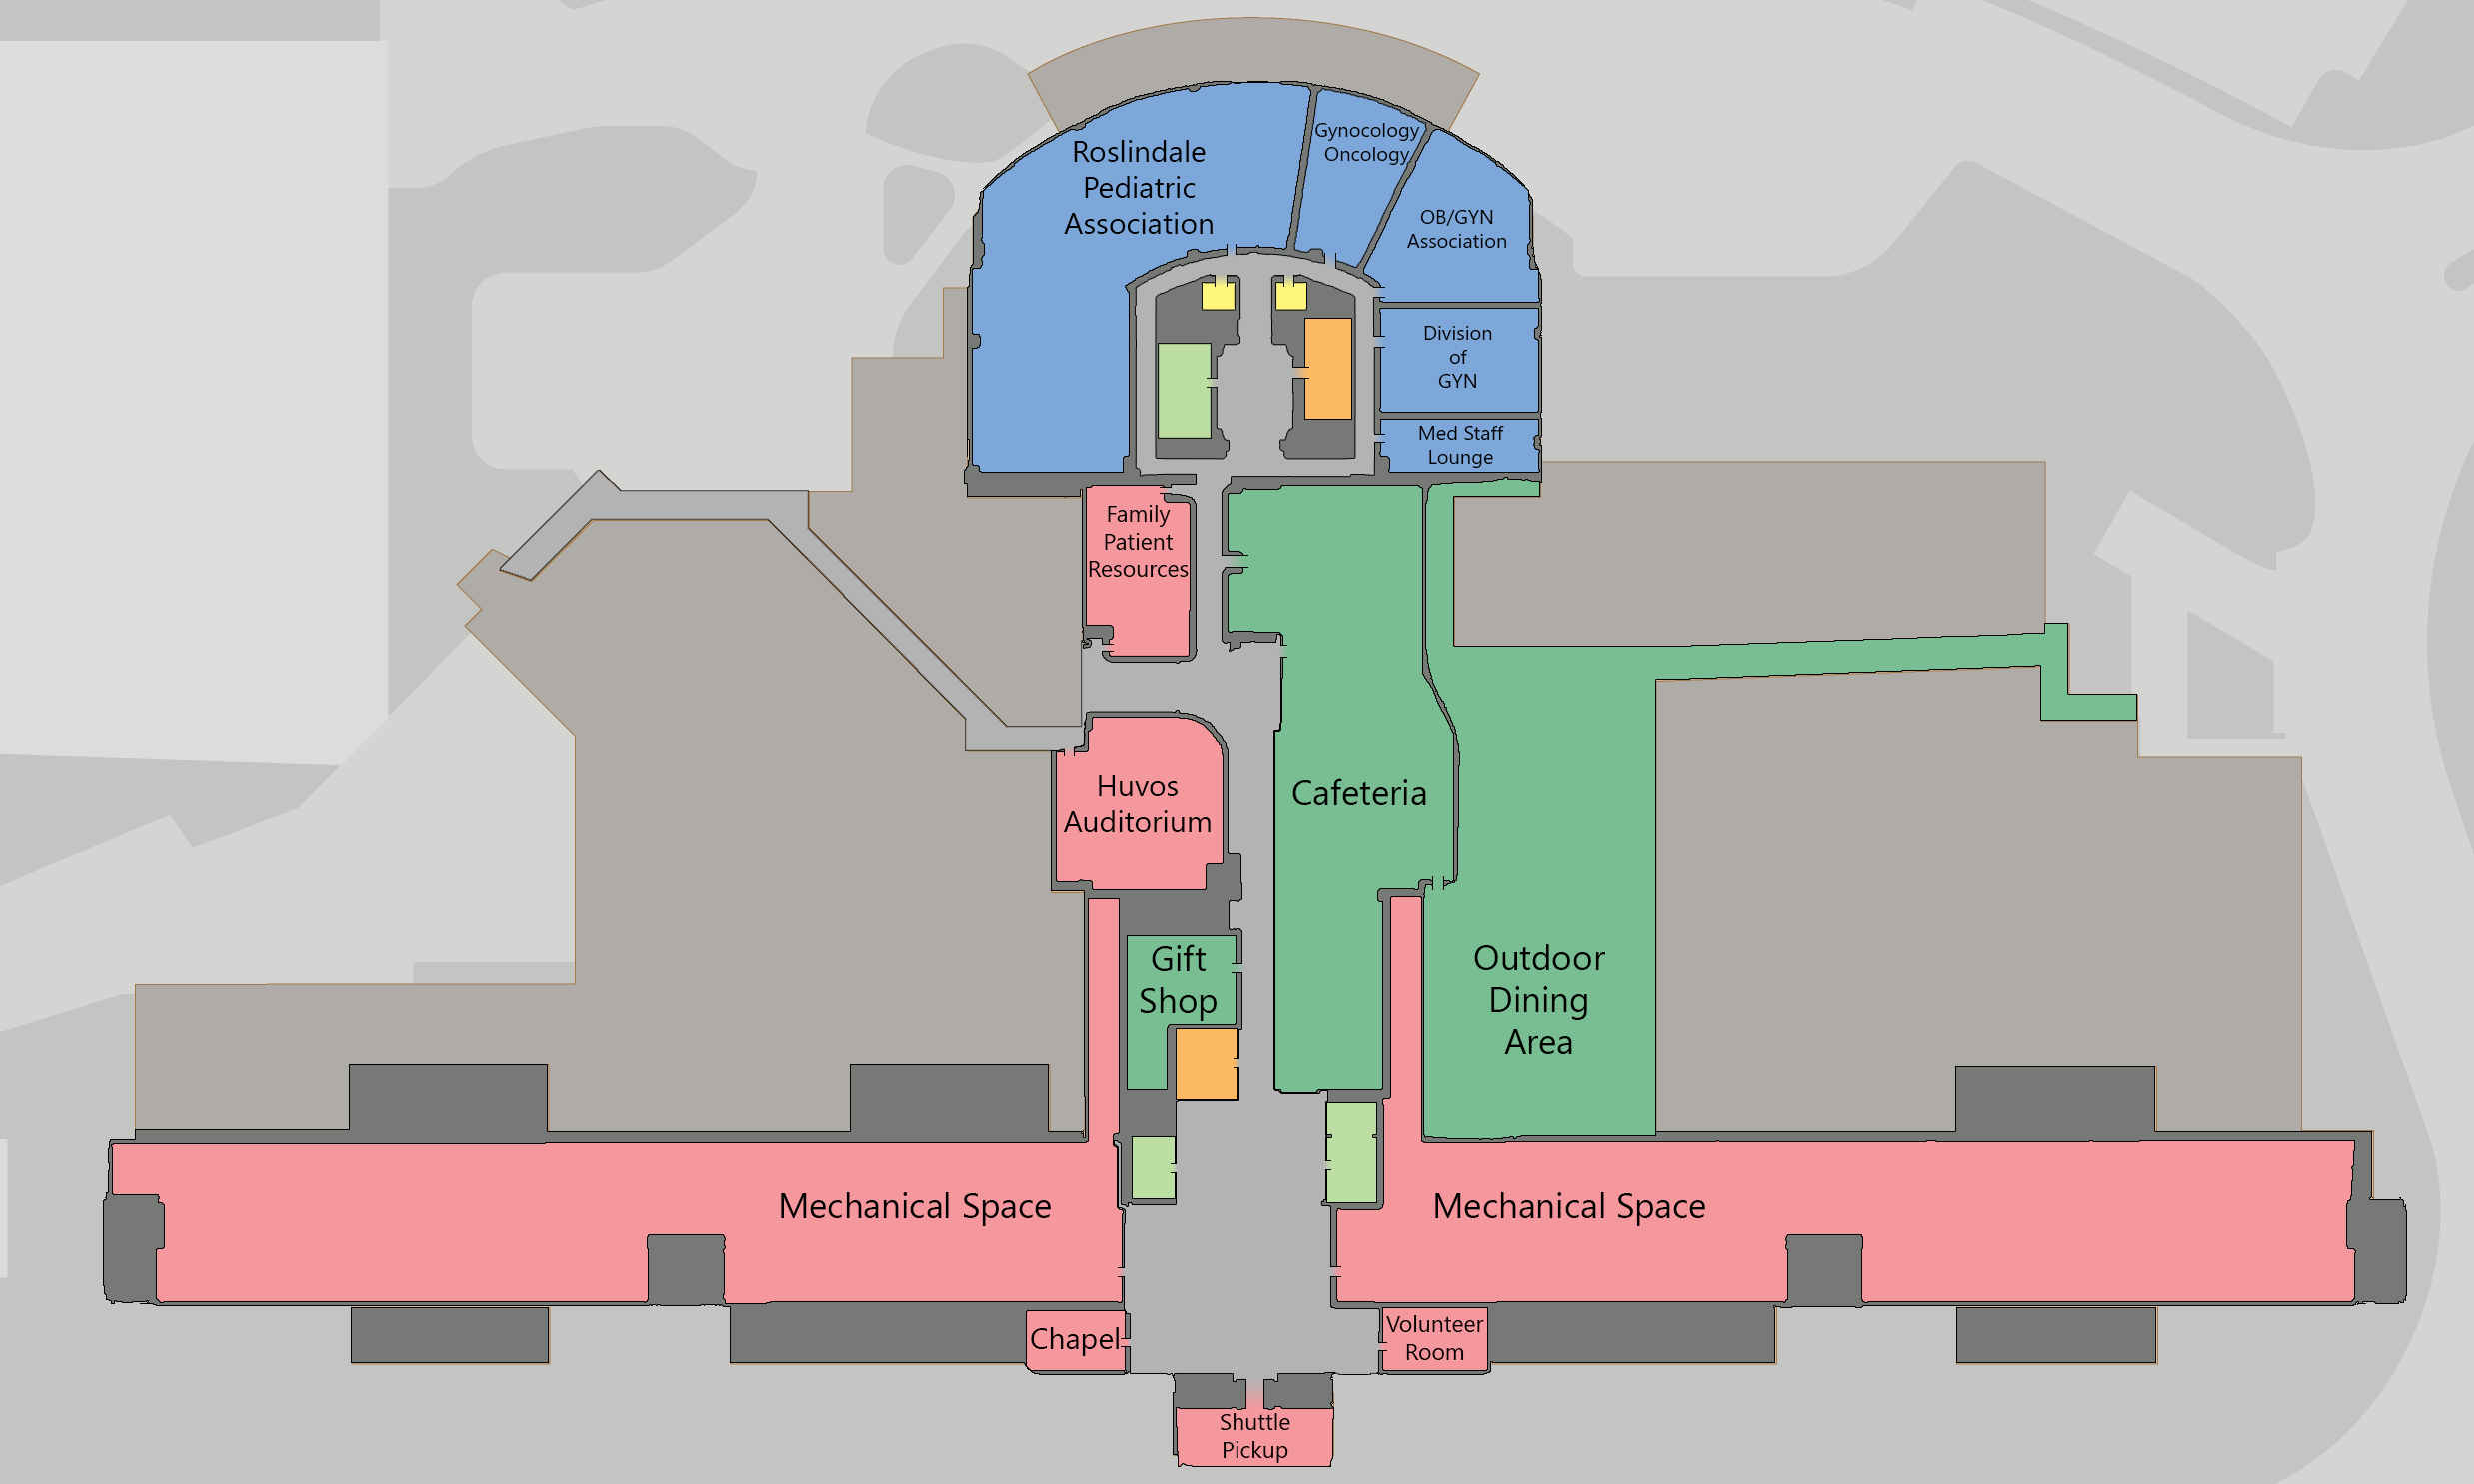 Roslindale
Pediatric
Association
Gynocology
Oncology
OB/GYN
Association
Division
of
GYN
Med Staff
Lounge
Family
Patient
Resources
Huvos
Auditorium
Cafeteria
Gift
Shop
Outdoor
Dining
Area
Mechanical Space
Mechanical Space
Chapel
Volunteer
Room
Shuttle
Pickup